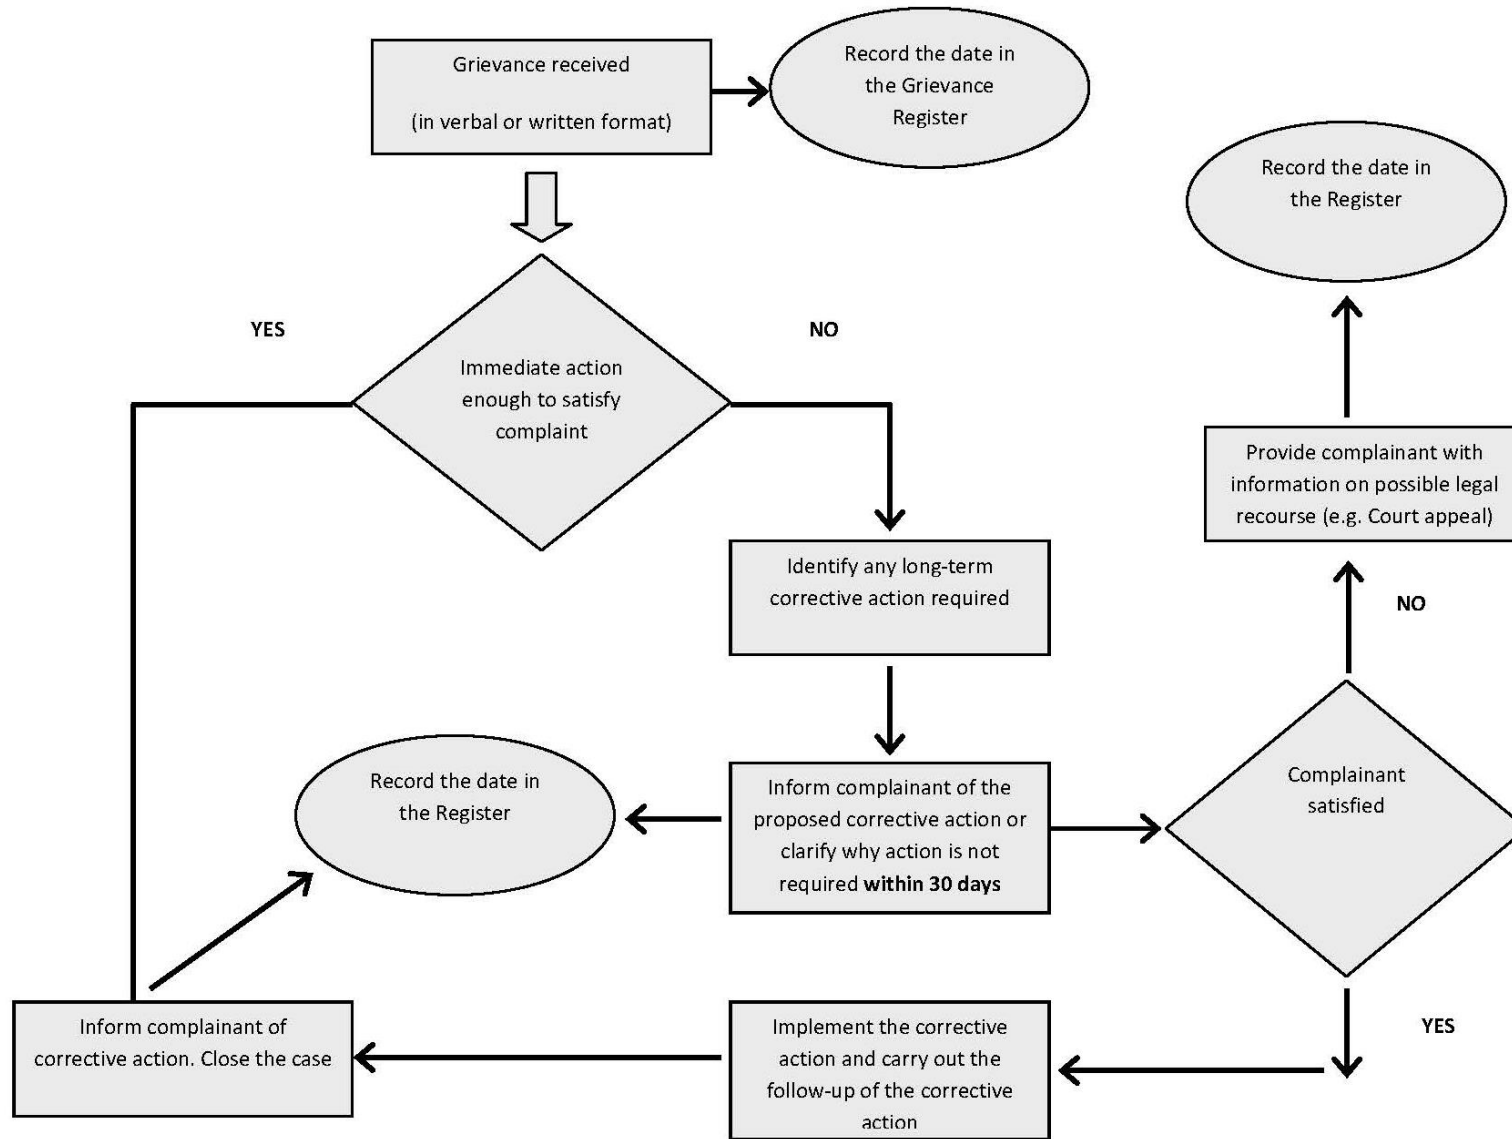 Grievance received
(in verbal or written format)
Record the date in
the Grievance
Register
Record the date in
the Register
YES
NO
Immediate action
enough to satisfy
complaint
Provide complainant with
information on possible legal
recourse (e.g. Court appeal)
Identify any long-term
corrective action required
NO
Record the date in
the Register
Inform complainant of the
proposed corrective action or
clarify why action is not
required within 30 days
Complainant
satisfied
Inform complainant of
corrective action. Close the case
Implement the corrective
action and carry out the
follow-up of the corrective
action
YES